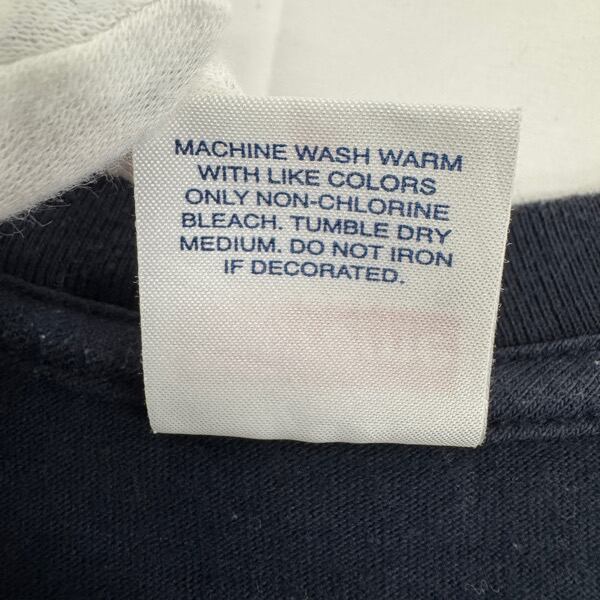 MACHINE WASH WARM
WITH LIKE COLORS
ONLY NON-CHLORINE
BLEACH. TUMBLE DRY
MEDIUM. DO NOT IRON
IF DECORATED.